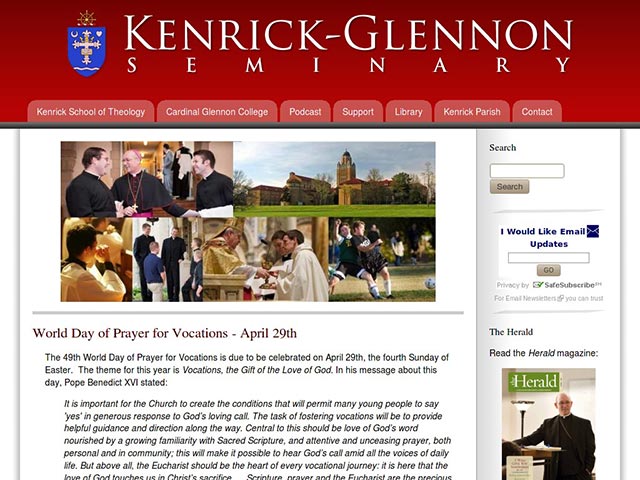 KENRICK-GLENNON
SEMINARY
Kenrick School of Theology
Cardinal Glennon College
Podcast
Support
Library
Kenrick Parish
Contact
Search
Search
I Would Like Email
Updates
GO
Privacy by SafeSubscribe
For Email Newsletters you can trust
World Day of Prayer for Vocations - April 29th
The 49th World Day of Prayer for Vocations is due to be celebrated on April 29th, the fourth Sunday of
Easter. The theme for this year is Vocations, the Gift of the Love of God. In his message about this
day, Pope Benedict XVI stated:
It is important for the Church to create the conditions that will permit many young people to say
'yes' in generous response to God's loving call. The task of fostering vocations will be to provide
helpful guidance and direction along the way. Central to this should be love of God's word
nourished by a growing familiarity with Sacred Scripture, and attentive and unceasing prayer, both
personal and in community; this will make it possible to hear God's call amid all the voices of daily
life. But above all, the Eucharist should be the heart of every vocational journey: it is here that the
love of God touches us in Christ's sacrifice. ... Scripture, prayer and the Eucharist are the precious
The Herald
Read the Herald magazine:
Herald